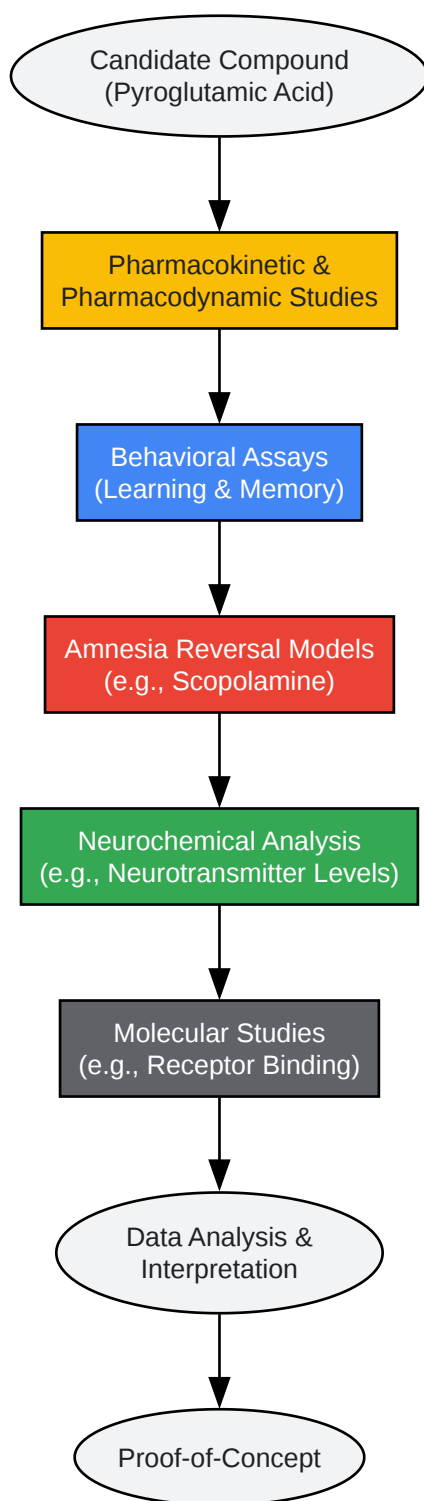 Candidate Compound
(Pyroglutamic Acid)
Pharmacokinetic &
Pharmacodynamic Studies
Behavioral Assays
(Learning & Memory)
Amnesia Reversal Models
(e.g., Scopolamine)
Neurochemical Analysis
(e.g., Neurotransmitter Levels)
Molecular Studies
(e.g., Receptor Binding)
Data Analysis &
Interpretation
Proof-of-Concept